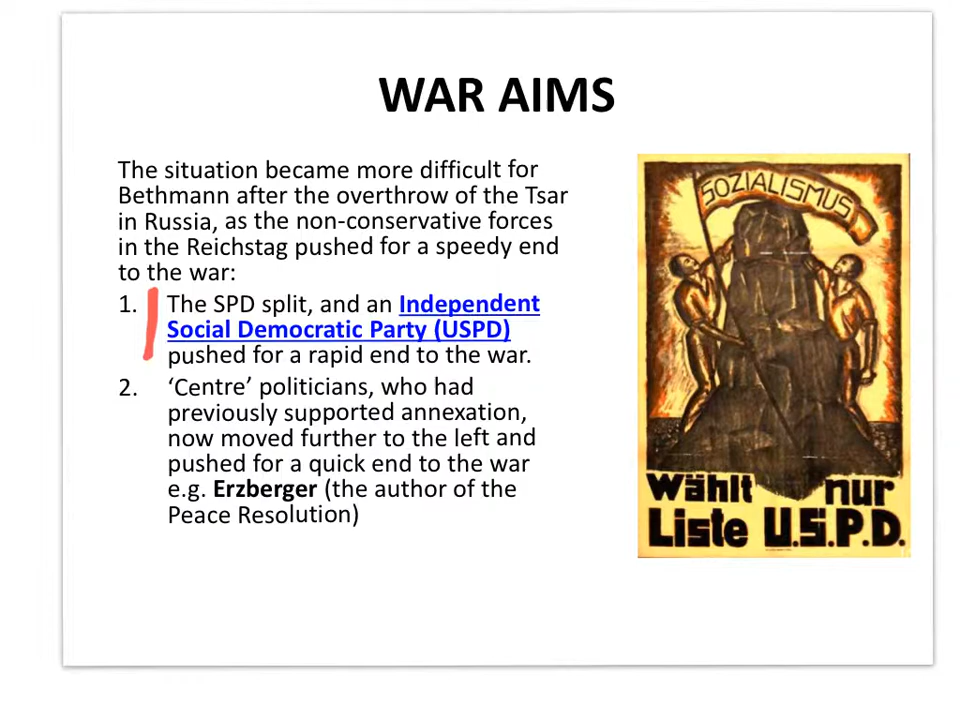 WAR AIMS
The situation became more difficult for
Bethmann after the overthrow of the Tsar
in Russia, as the non-conservative forces
in the Reichstag pushed for a speedy end
to the war:
1. The SPD split, and an Independent
Social Democratic Party (USPD)
pushed for a rapid end to the war.
2. ‘Centre’ politicians, who had
previously supported annexation,
now moved further to the left and
pushed for a quick end to the war
e.g. Erzberger (the author of the
Peace Resolution)
SOZIALISMUS
Wählt nur
Liste U.S.P.D.